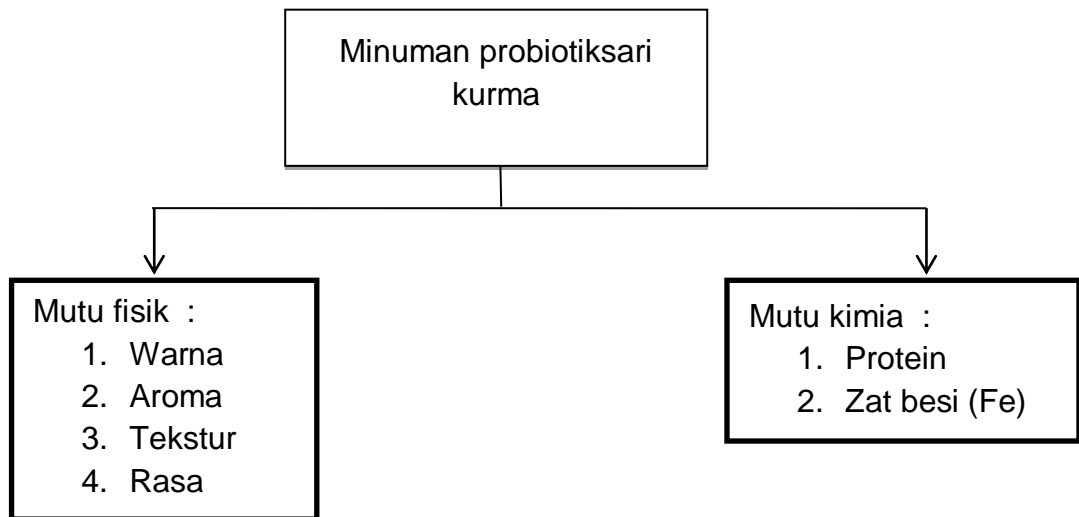 Minuman probiotiksari
kurma
Mutu fisik :
1. Warna
2. Aroma
3. Tekstur
4. Rasa
Mutu kimia :
1. Protein
2. Zat besi (Fe)